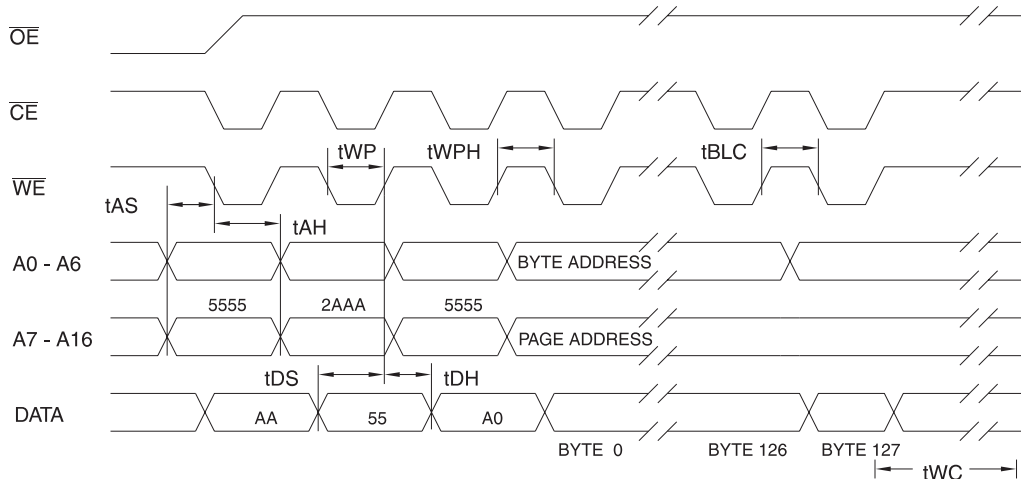 OE
CE
tWP tWPH tBLC
WE
tAS
tAH
A0 - A6 BYTE ADDRESS
5555 2AAA 5555
A7 - A16 PAGE ADDRESS
tDS tDH
DATA AA 55 A0
BYTE 0 BYTE 126 BYTE 127
tWC